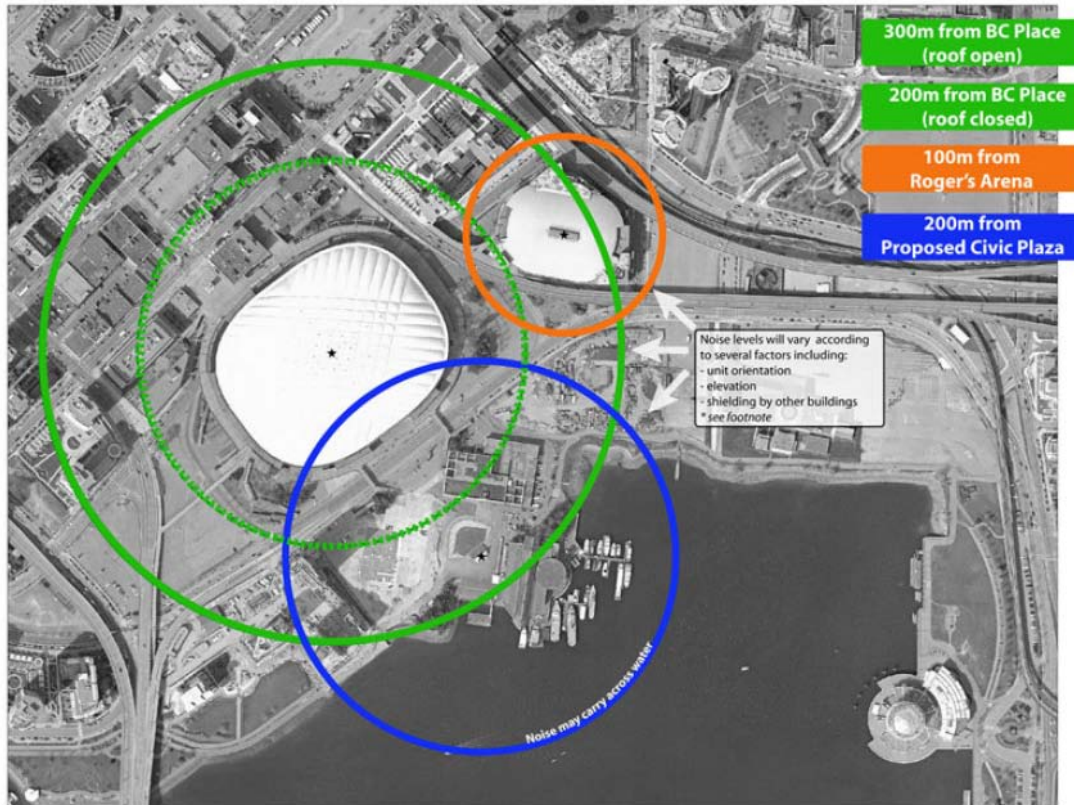 300m from BC Place
(roof open)
200m from BC Place
(roof closed)
100m from
Roger's Arena
200m from
Proposed Civic Plaza
Noise levels will vary according
to several factors including:
- unit orientation
- elevation
- shielding by other buildings
* see footnote
Noise may carry across water